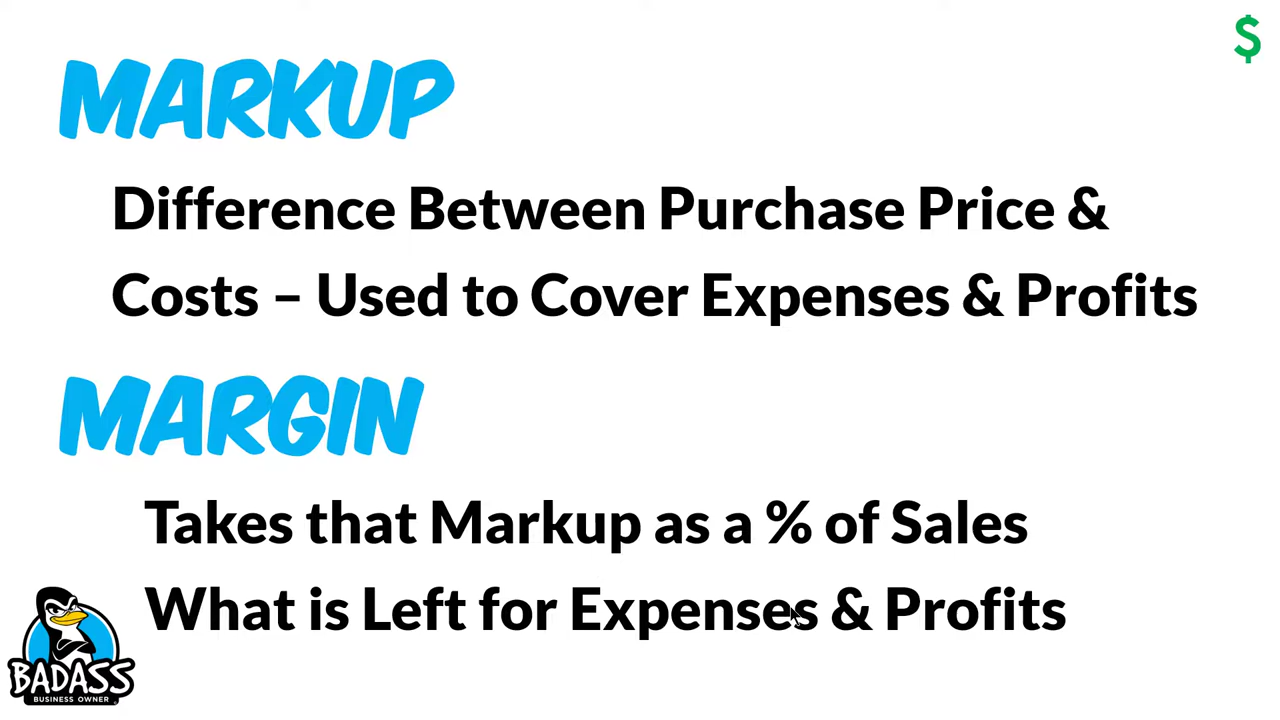 $
MARKUP
Difference Between Purchase Price &
Costs – Used to Cover Expenses & Profits
MARGIN
Takes that Markup as a % of Sales
What is Left for Expenses & Profits
BADASS
BUSINESS OWNER